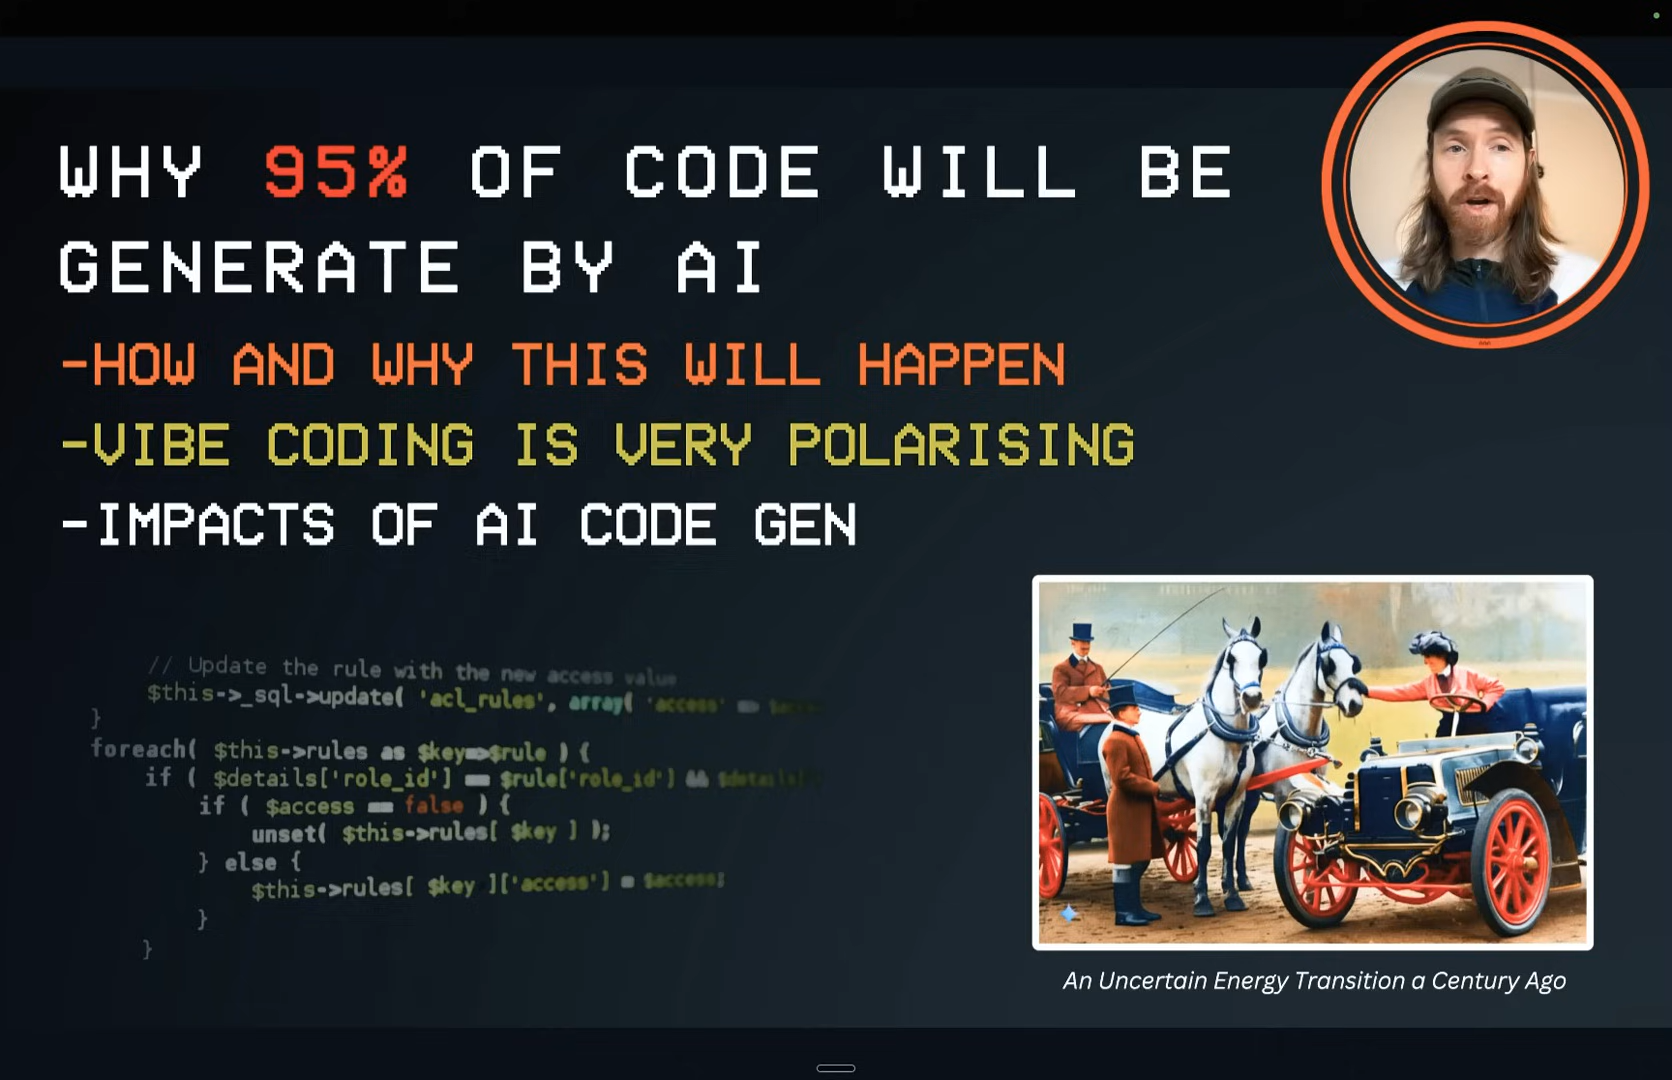 WHY 95% OF CODE WILL BE
GENERATE BY AI
-HOW AND WHY THIS WILL HAPPEN
-VIBE CODING IS VERY POLARISING
-IMPACTS OF AI CODE GEN
// Update the rule with the new access value
$this->_sql->update( 'acl_rules', array( 'access' =>
}
foreach( $this->rules as $key=>$rule ) {
if ( $details['role_id'] == $rule['role_id'] && $details[
if ( $access == false ) {
unset( $this->rules[ $key ] );
} else {
$this->rules[ $key ]['access'] = $access;
}
}
An Uncertain Energy Transition a Century Ago